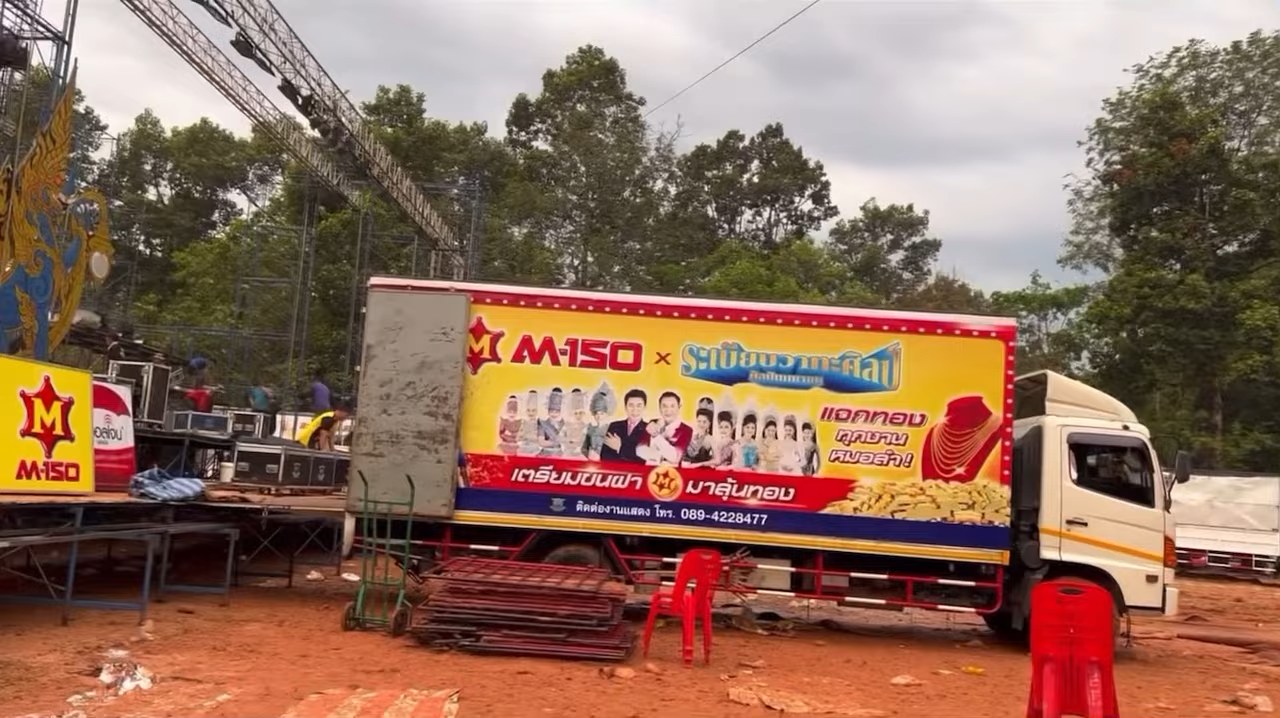 M-150 x ระเบียบวาทะศิลป์
แจกทอง
ทุกงาน
หมอลำ!
เตรียมขนฝา M มาลุ้นทอง
ติดต่องานแสดง โทร. 089-4228477
M
M-150